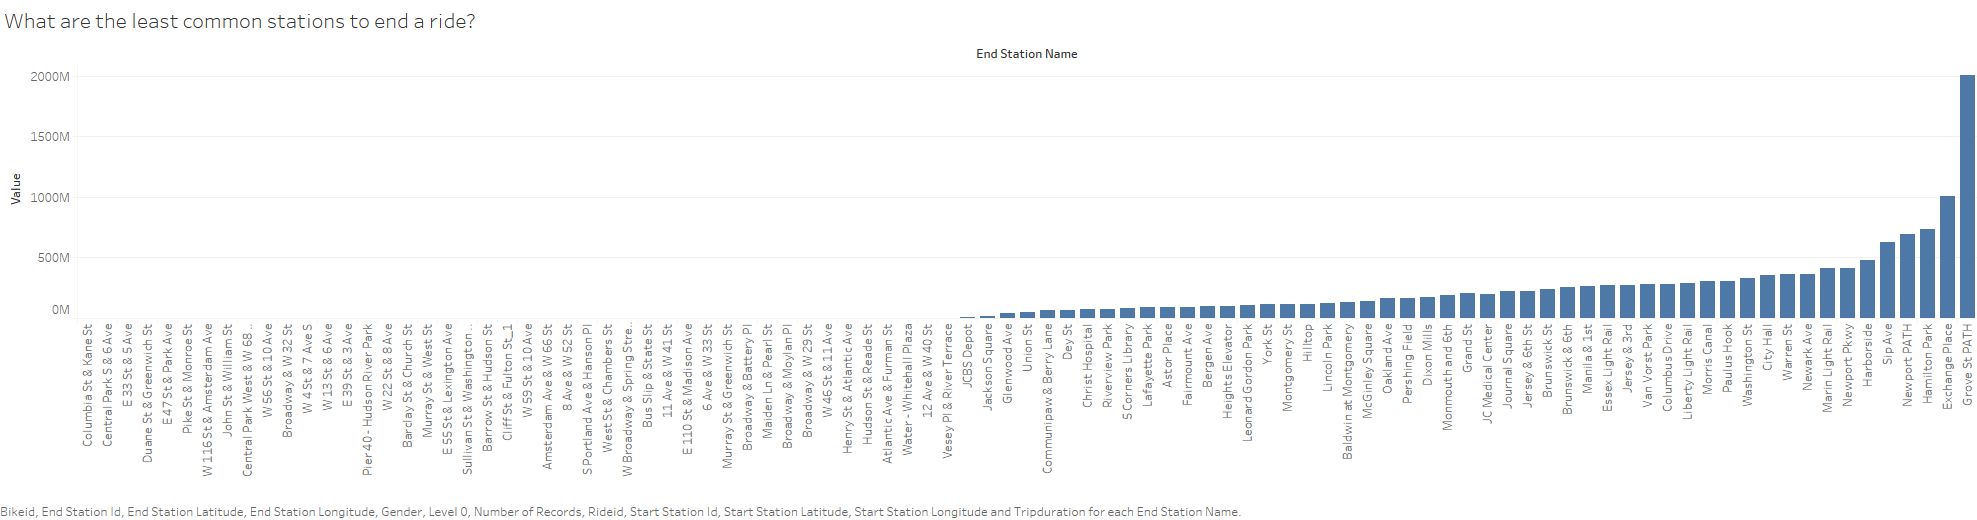 What are the least common stations to end a ride?
End Station Name
2000M
1500M
1000M
500M
0M
Value
Columbia St & Kane St
Central Park S & 6 Ave
E 33 St & 5 Ave
Duane St & Greenwich St
E 47 St & Park Ave
Pike St & Monroe St
W 116 St & Amsterdam Ave
John St & William St
Central Park West & W 68 ..
W 56 St & 10 Ave
Broadway & W 32 St
W 4 St & 7 Ave S
W 13 St & 6 Ave
E 39 St & 3 Ave
Pier 40 - Hudson River Park
W 22 St & 8 Ave
Barclay St & Church St
Murray St & West St
E 55 St & Lexington Ave
Sullivan St & Washington ..
Barrow St & Hudson St
Cliff St & Fulton St_1
W 59 St & 10 Ave
Amsterdam Ave & W 66 St
8 Ave & W 52 St
S Portland Ave & Hanson Pl
West St & Chambers St
W Broadway & Spring Stre..
Bus Slip & State St
11 Ave & W 41 St
E 110 St & Madison Ave
6 Ave & W 33 St
Murray St & Greenwich St
Broadway & Battery Pl
Maiden Ln & Pearl St
Broadway & Moylan Pl
Broadway & W 29 St
W 46 St & 11 Ave
Henry St & Atlantic Ave
Hudson St & Reade St
Atlantic Ave & Furman St
Water - Whitehall Plaza
12 Ave & W 40 St
Vesey Pl & River Terrace
JCBS Depot
Jackson Square
Glenwood Ave
Union St
Communipaw & Berry Lane
Dey St
Christ Hospital
Riverview Park
5 Corners Library
Lafayette Park
Astor Place
Fairmount Ave
Bergen Ave
Heights Elevator
Leonard Gordon Park
York St
Montgomery St
Hilltop
Lincoln Park
Baldwin at Montgomery
McGinley Square
Oakland Ave
Pershing Field
Dixon Mills
Monmouth and 6th
Grand St
JC Medical Center
Journal Square
Jersey & 6th St
Brunswick St
Brunswick & 6th
Manila & 1st
Essex Light Rail
Jersey & 3rd
Van Vorst Park
Columbus Drive
Liberty Light Rail
Morris Canal
Paulus Hook
Washington St
City Hall
Warren St
Newark Ave
Marin Light Rail
Newport Pkwy
Harborside
Sip Ave
Newport PATH
Hamilton Park
Exchange Place
Grove St PATH
Bikeid, End Station Id, End Station Latitude, End Station Longitude, Gender, Level 0, Number of Records, Rideid, Start Station Id, Start Station Latitude, Start Station Longitude and Tripduration for each End Station Name.